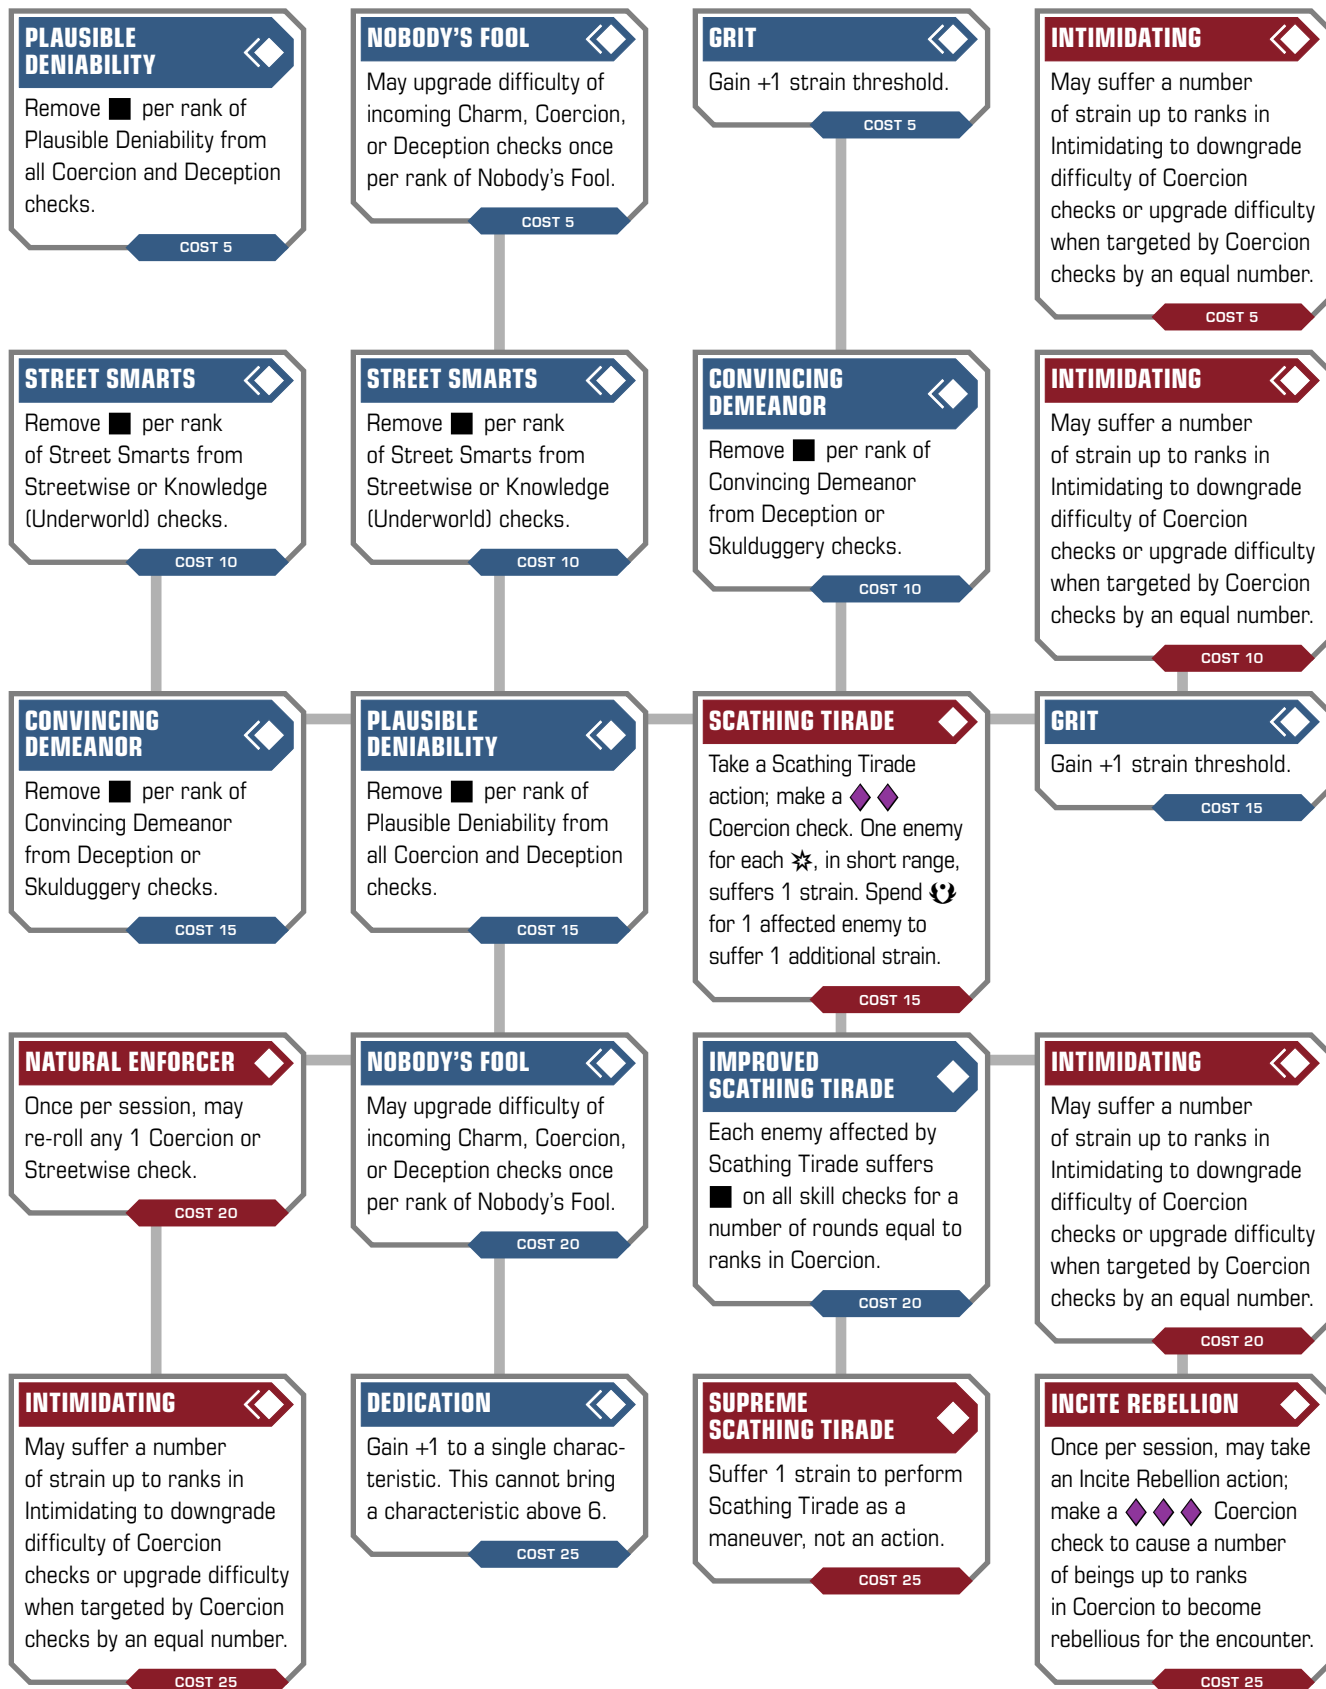 PLAUSIBLE
DENIABILITY
Remove per rank of
Plausible Deniability from
all Coercion and Deception
checks.
COST 5
NOBODY'S FOOL
May upgrade difficulty of
incoming Charm, Coercion,
or Deception checks once
per rank of Nobody's Fool.
COST 5
GRIT
Gain +1 strain threshold.
COST 5
INTIMIDATING
May suffer a number
of strain up to ranks in
Intimidating to downgrade
difficulty of Coercion
checks or upgrade difficulty
when targeted by Coercion
checks by an equal number.
COST 5
STREET SMARTS
Remove per rank
of Street Smarts from
Streetwise or Knowledge
(Underworld) checks.
COST 10
STREET SMARTS
Remove per rank
of Street Smarts from
Streetwise or Knowledge
(Underworld) checks.
COST 10
CONVINCING
DEMEANOR
Remove per rank of
Convincing Demeanor
from Deception or
Skulduggery checks.
COST 10
INTIMIDATING
May suffer a number
of strain up to ranks in
Intimidating to downgrade
difficulty of Coercion
checks or upgrade difficulty
when targeted by Coercion
checks by an equal number.
COST 10
CONVINCING
DEMEANOR
Remove per rank of
Convincing Demeanor
from Deception or
Skulduggery checks.
COST 15
PLAUSIBLE
DENIABILITY
Remove per rank of
Plausible Deniability from
all Coercion and Deception
checks.
COST 15
SCATHING TIRADE
Take a Scathing Tirade
action; make a
Coercion check. One enemy
for each , in short range,
suffers 1 strain. Spend
for 1 affected enemy to
suffer 1 additional strain.
COST 15
GRIT
Gain +1 strain threshold.
COST 15
NATURAL ENFORCER
Once per session, may
re-roll any 1 Coercion or
Streetwise check.
COST 20
NOBODY'S FOOL
May upgrade difficulty of
incoming Charm, Coercion,
or Deception checks once
per rank of Nobody's Fool.
COST 20
IMPROVED
SCATHING TIRADE
Each enemy affected by
Scathing Tirade suffers
on all skill checks for a
number of rounds equal to
ranks in Coercion.
COST 20
INTIMIDATING
May suffer a number
of strain up to ranks in
Intimidating to downgrade
difficulty of Coercion
checks or upgrade difficulty
when targeted by Coercion
checks by an equal number.
COST 20
INTIMIDATING
May suffer a number
of strain up to ranks in
Intimidating to downgrade
difficulty of Coercion
checks or upgrade difficulty
when targeted by Coercion
checks by an equal number.
COST 25
DEDICATION
Gain +1 to a single charac-
teristic. This cannot bring
a characteristic above 6.
COST 25
SUPREME
SCATHING TIRADE
Suffer 1 strain to perform
Scathing Tirade as a
maneuver, not an action.
COST 25
INCITE REBELLION
Once per session, may take
an Incite Rebellion action;
make a Coercion
check to cause a number
of beings up to ranks
in Coercion to become
rebellious for the encounter.
COST 25